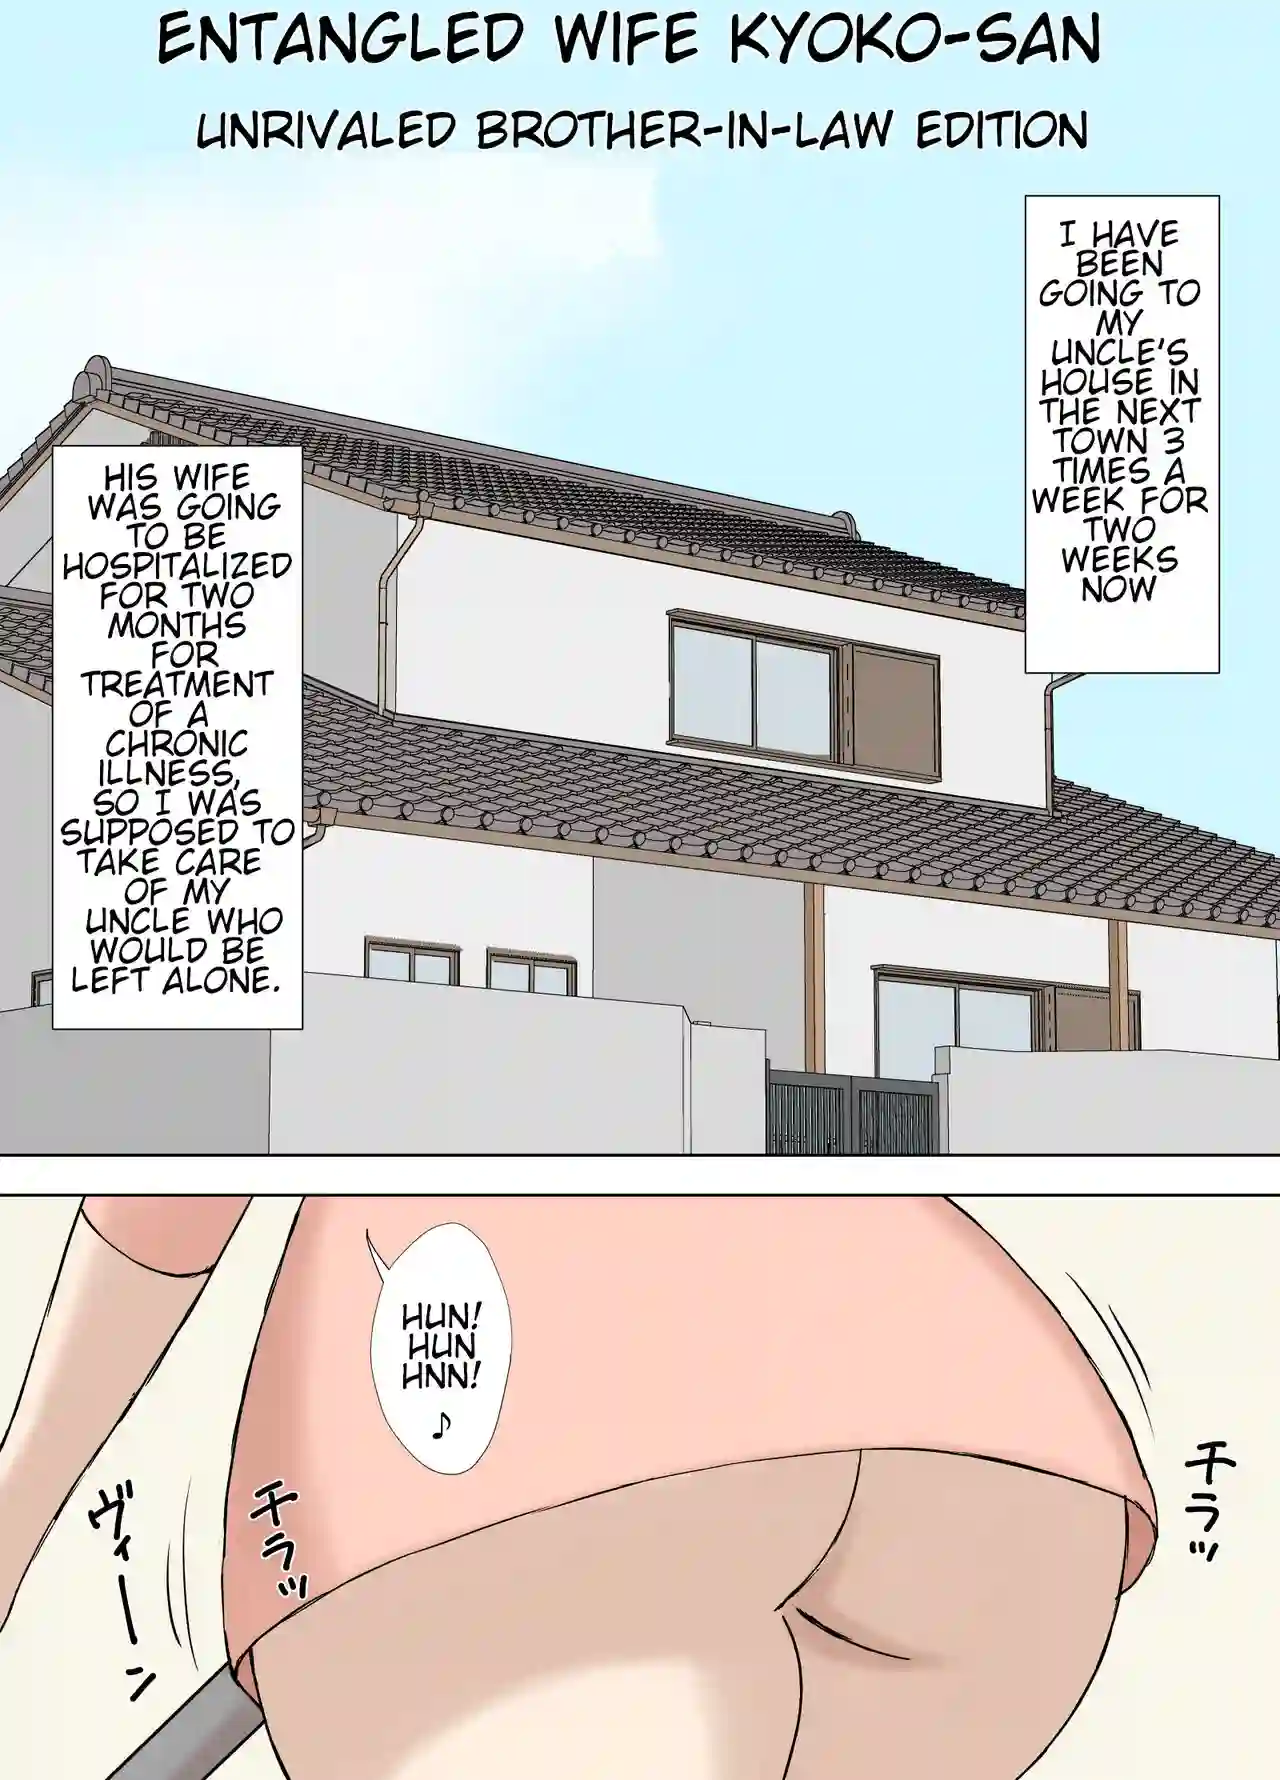 ENTANGLED WIFE KYOKO-SAN
UNRIVALED BROTHER-IN-LAW EDITION
I HAVE
BEEN
GOING TO
MY
UNCLE'S
HOUSE IN
THE NEXT
TOWN 3
TIMES A
WEEK FOR
TWO
WEEKS
NOW
HIS WIFE
WAS GOING
TO BE
HOSPITALIZED
FOR TWO
MONTHS
FOR
TREATMENT
OF A
CHRONIC
ILLNESS,
SO I WAS
SUPPOSED TO
TAKE CARE
OF MY
UNCLE WHO
WOULD BE
LEFT ALONE.
HUN!
HUN
HNN!
♪
チラッ
チラッ
ヴィーン